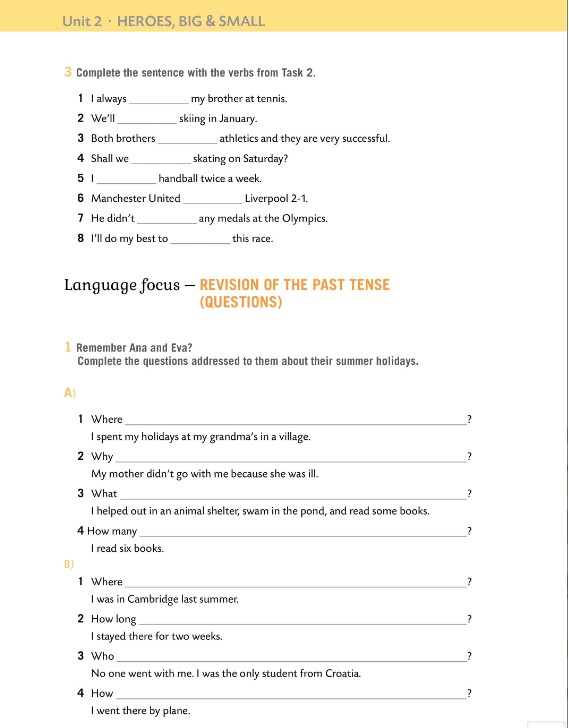 Unit 2 · HEROES, BIG & SMALL
3 Complete the sentence with the verbs from Task 2.
1 I always __________ my brother at tennis.
2 We'll __________ skiing in January.
3 Both brothers __________ athletics and they are very successful.
4 Shall we __________ skating on Saturday?
5 I __________ handball twice a week.
6 Manchester United __________ Liverpool 2-1.
7 He didn't __________ any medals at the Olympics.
8 I'll do my best to __________ this race.
Language focus – REVISION OF THE PAST TENSE
(QUESTIONS)
1 Remember Ana and Eva?
Complete the questions addressed to them about their summer holidays.
A)
1 Where __________?
I spent my holidays at my grandma's in a village.
2 Why __________?
My mother didn't go with me because she was ill.
3 What __________?
I helped out in an animal shelter, swam in the pond, and read some books.
4 How many __________?
I read six books.
B)
1 Where __________?
I was in Cambridge last summer.
2 How long __________?
I stayed there for two weeks.
3 Who __________?
No one went with me. I was the only student from Croatia.
4 How __________?
I went there by plane.